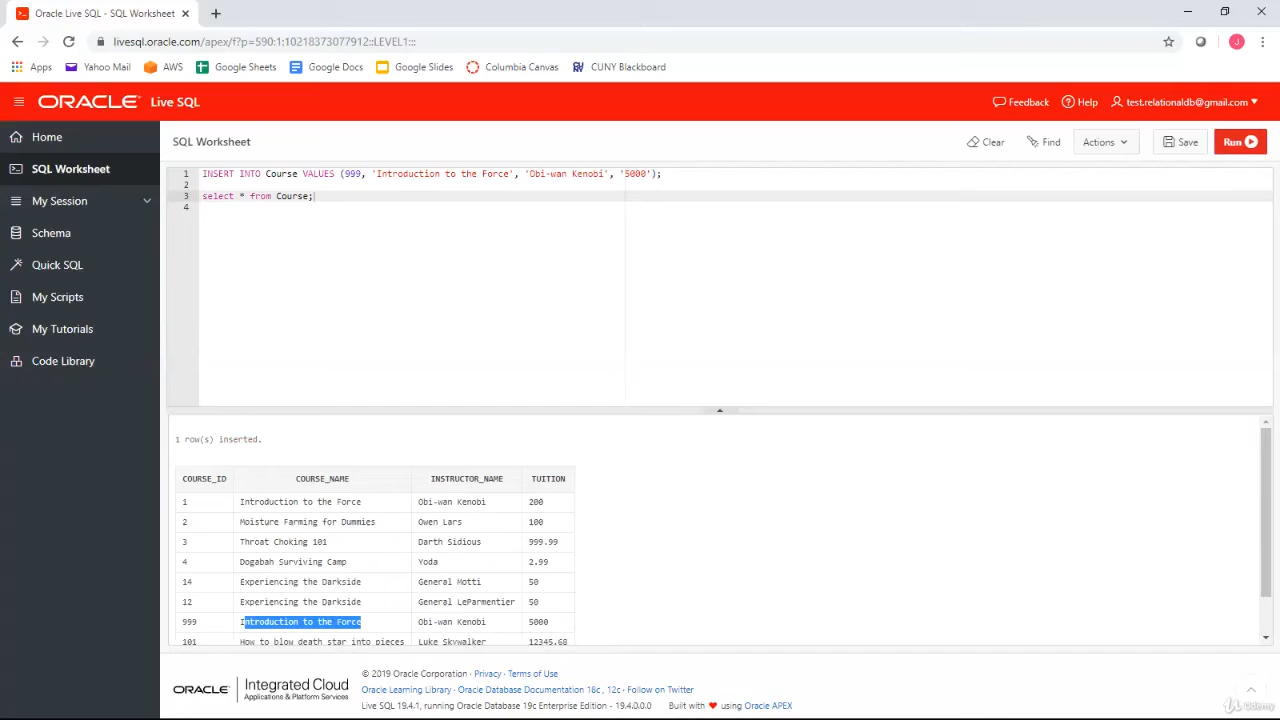 Oracle Live SQL - SQL Worksheet
livesql.oracle.com/apex/f?p=590:1:10218373077912::LEVEL1:::
Apps Yahoo Mail AWS Google Sheets Google Docs Google Slides Columbia Canvas CUNY Blackboard
ORACLE Live SQL Feedback Help test.relationaldb@gmail.com
J
Home
SQL Worksheet
My Session
Schema
Quick SQL
My Scripts
My Tutorials
Code Library
SQL Worksheet Clear Find Actions Save Run
1 INSERT INTO Course VALUES (999, 'Introduction to the Force', 'Obi-wan Kenobi', '5000');
2
3 select * from Course;
4
1 row(s) inserted.
COURSE_ID COURSE_NAME INSTRUCTOR_NAME TUITION
1 Introduction to the Force Obi-wan Kenobi 200
2 Moisture Farming for Dummies Owen Lars 100
3 Throat Choking 101 Darth Sidious 999.99
4 Dogabah Surviving Camp Yoda 2.99
14 Experiencing the Darkside General Motti 50
12 Experiencing the Darkside General LeParmentier 50
999 Introduction to the Force Obi-wan Kenobi 5000
101 How to blow death star into pieces Luke Skywalker 12345.68
ORACLE Integrated Cloud
Applications & Platform Services
© 2019 Oracle Corporation · Privacy · Terms of Use
Oracle Learning Library · Oracle Database Documentation 18c, 12c · Follow on Twitter
Live SQL 19.4.1, running Oracle Database 19c Enterprise Edition - 19.4.0.0.0 Built with ❤ using Oracle APEX
Udemy